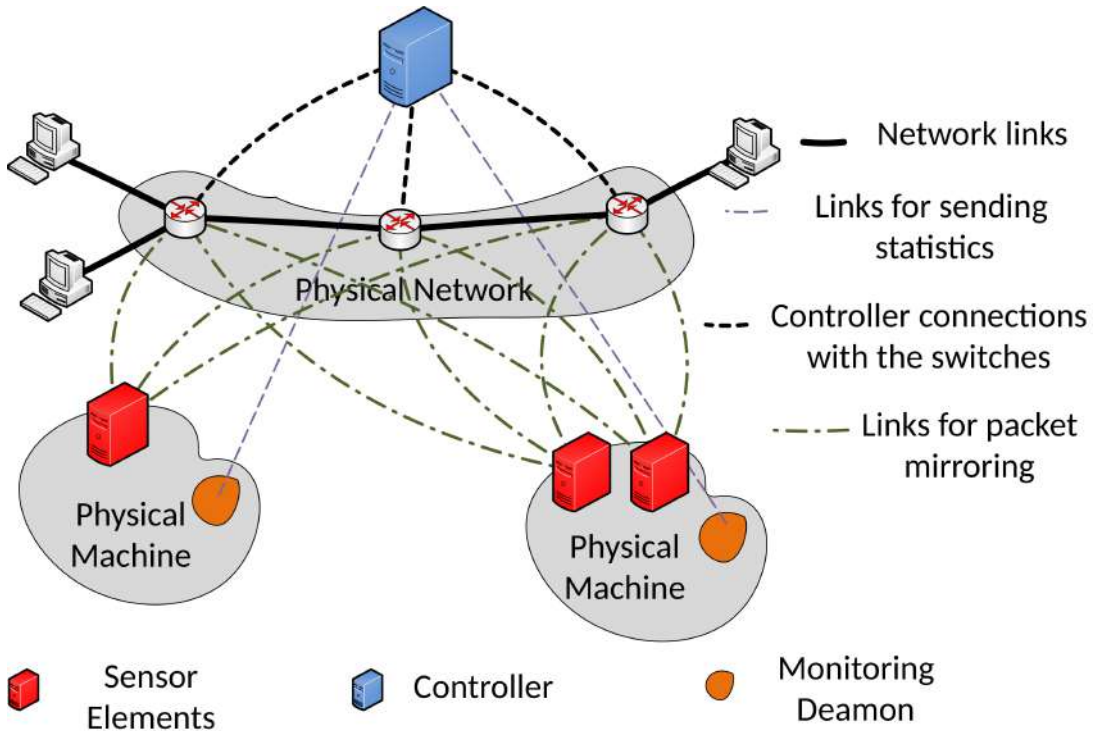 Network links
Links for sending
statistics
Physical Network
Controller connections
with the switches
Links for packet
mirroring
Physical
Machine
Physical
Machine
Sensor
Elements
Controller
Monitoring
Deamon